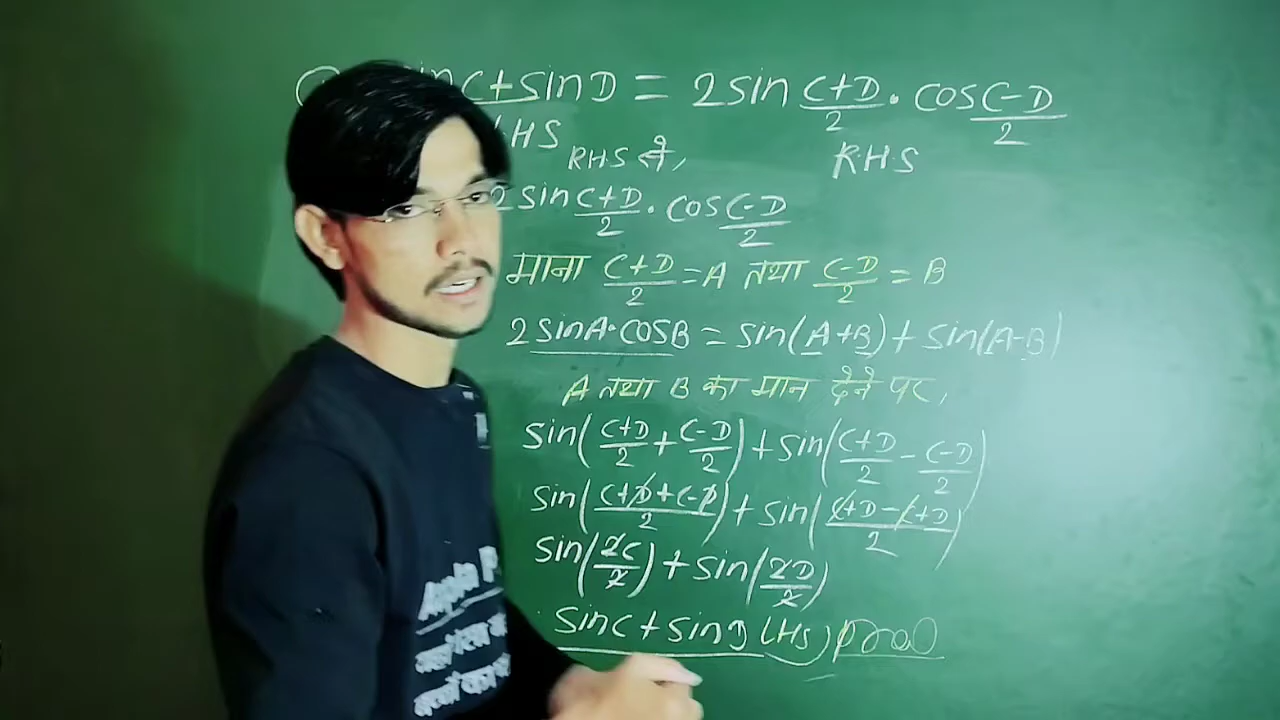 sinC+sinD = 2sin C+D/2 . cos C-D/2
LHS RHS से, R.H.S
2sin C+D/2 . cos C-D/2
माना C+D/2 = A तथा C-D/2 = B
2sinA.cosB = sin(A+B)+sin(A-B)
A तथा B का मान देने पर,
sin(C+D/2 + C-D/2)+sin(C+D/2 - C-D/2)
sin(C+D+C-D/2)+sin(C+D-C+D/2)
sin(2C/2)+sin(2D/2)
sinC+sinD (LHS)